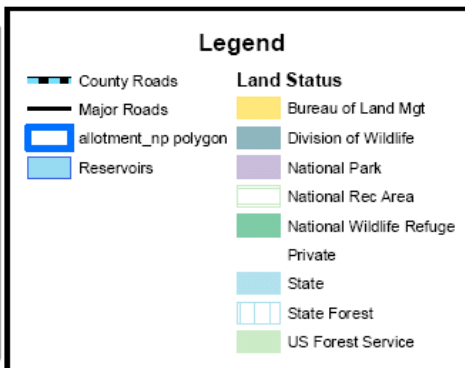 Legend
County Roads
Major Roads
allotment_np polygon
Reservoirs
Land Status
Bureau of Land Mgt
Division of Wildlife
National Park
National Rec Area
National Wildlife Refuge
Private
State
State Forest
US Forest Service